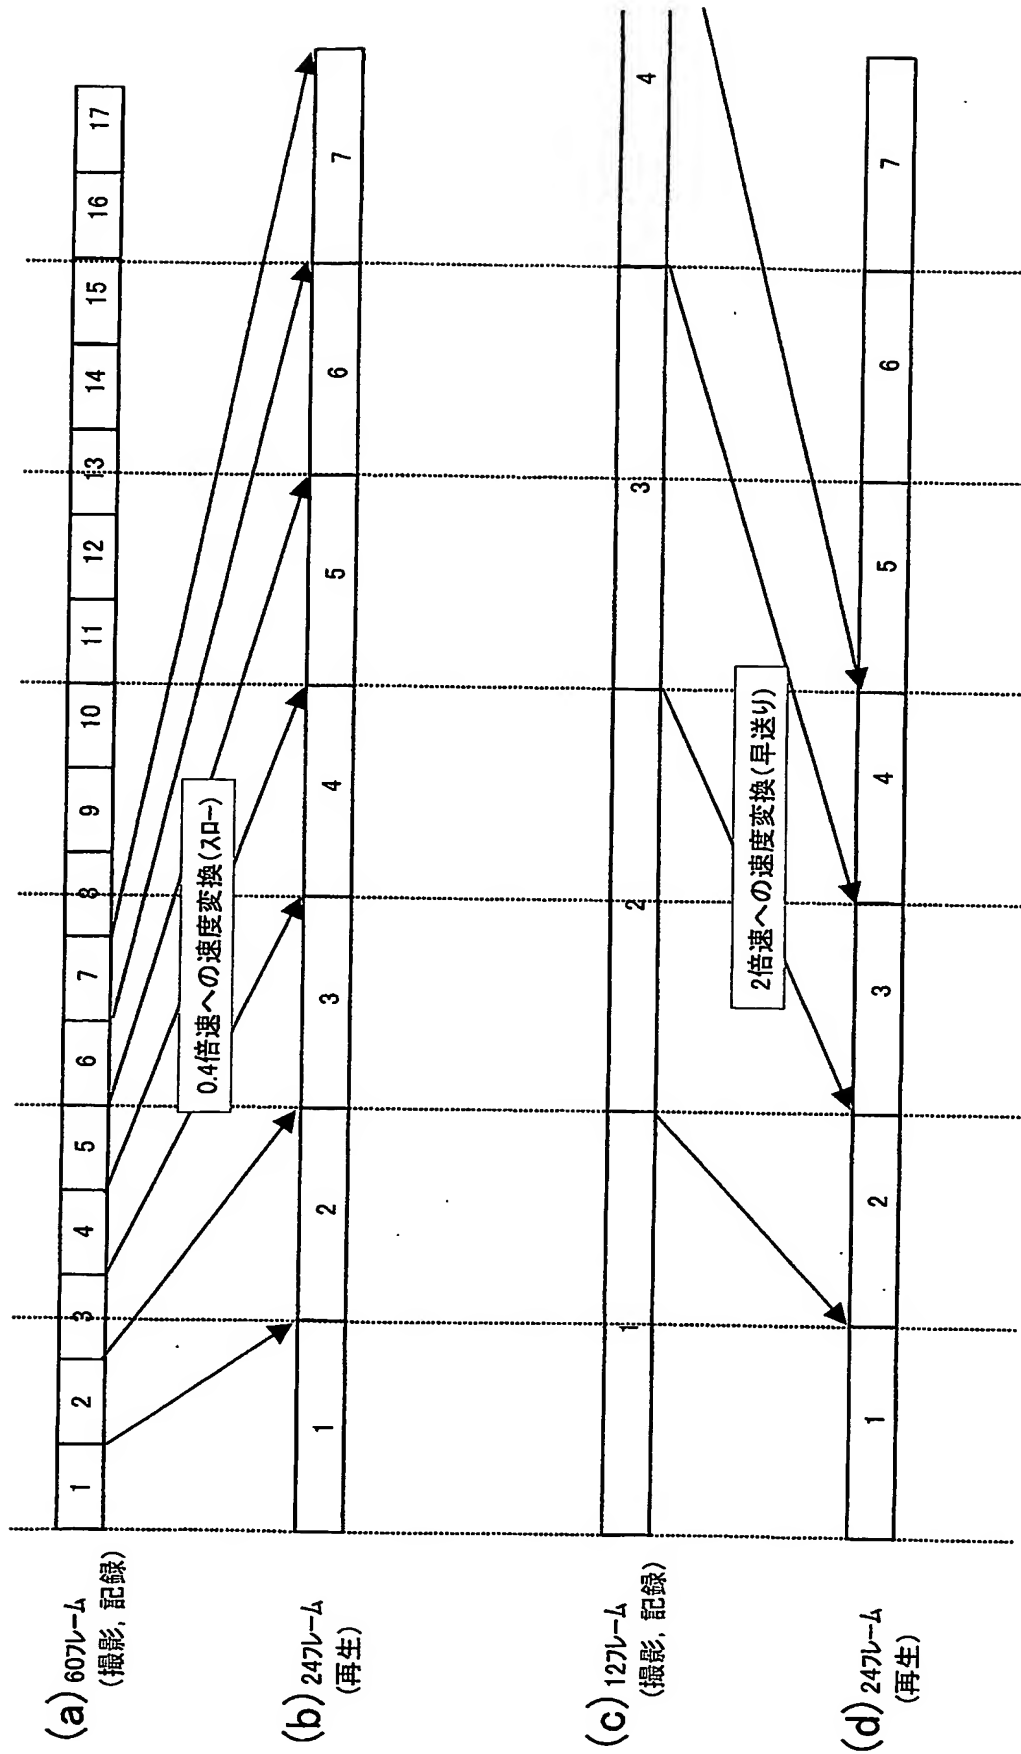 (a) 60フレーム
(撮影, 記録)
1 2 3 4 5 6 7 8 9 10 11 12 13 14 15 16 17
0.4倍速への速度変換(スロー)
(b) 24フレーム
(再生)
1 2 3 4 5 6 7
(c) 12フレーム
(撮影, 記録)
1 2 3 4
2倍速への速度変換(早送り)
(d) 24フレーム
(再生)
1 2 3 4 5 6 7